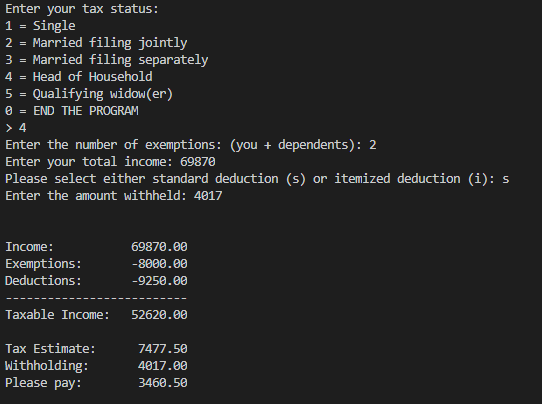 Enter your tax status:
1 = Single
2 = Married filing jointly
3 = Married filing separately
4 = Head of Household
5 = Qualifying widow(er)
0 = END THE PROGRAM
> 4
Enter the number of exemptions: (you + dependents): 2
Enter your total income: 69870
Please select either standard deduction (s) or itemized deduction (i): s
Enter the amount withheld: 4017
Income: 69870.00
Exemptions: -8000.00
Deductions: -9250.00
--------------------------
Taxable Income: 52620.00
Tax Estimate: 7477.50
Withholding: 4017.00
Please pay: 3460.50